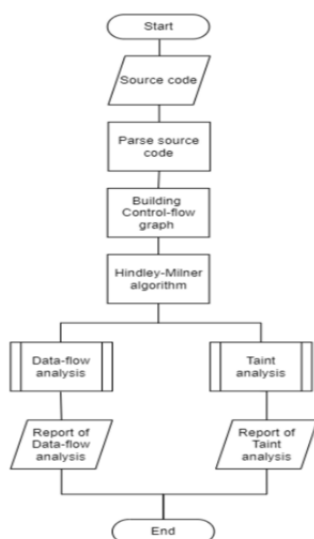 Start
Source code
Parse source
code
Building
Control-flow
graph
Hindley-Milner
algorithm
Data-flow
analysis
Taint
analysis
Report of
Data-flow
analysis
Report of
Taint
analysis
End